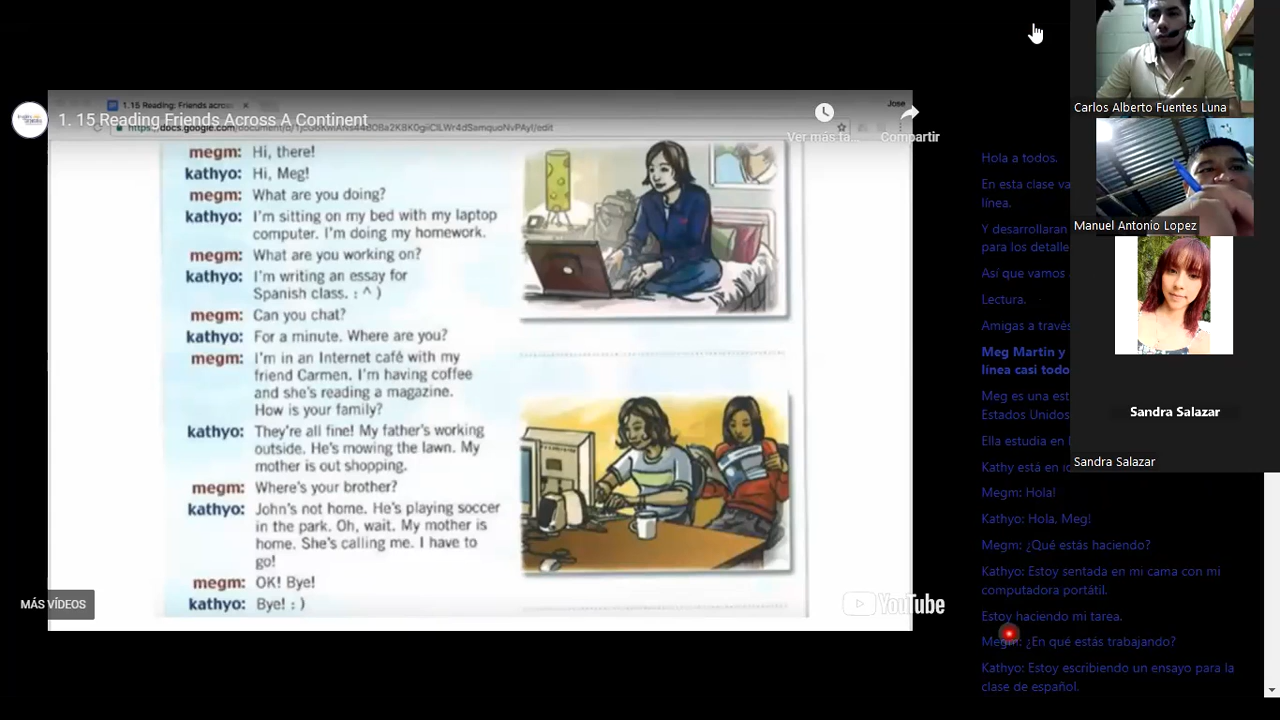 1.15 Reading: Friends acros
Jose
1. 15 Reading Friends Across A Continent
Ver más ta...
Compartir
megm: Hi, there!
kathyo: Hi, Meg!
megm: What are you doing?
kathyo: I'm sitting on my bed with my laptop
computer. I'm doing my homework.
megm: What are you working on?
kathyo: I'm writing an essay for
Spanish class. : ^ )
megm: Can you chat?
kathyo: For a minute. Where are you?
megm: I'm in an Internet café with my
friend Carmen. I'm having coffee
and she's reading a magazine.
How is your family?
kathyo: They're all fine! My father's working
outside. He's mowing the lawn. My
mother is out shopping.
megm: Where's your brother?
kathyo: John's not home. He's playing soccer
in the park. Oh, wait. My mother is
home. She's calling me. I have to
go!
megm: OK! Bye!
kathyo: Bye! : )
MÁS VÍDEOS
YouTube
Hola a todos.
En esta clase va
línea.
Y desarrollaran
para los detalle
Así que vamos
Lectura.
Amigas a través
Meg Martin y
línea casi todo
Meg es una est
Estados Unidos
Ella estudia en
Kathy está en
Megm: Hola!
Kathyo: Hola, Meg!
Megm: ¿Qué estás haciendo?
Kathyo: Estoy sentada en mi cama con mi
computadora portátil.
Estoy haciendo mi tarea.
Megm: ¿En qué estás trabajando?
Kathyo: Estoy escribiendo un ensayo para la
clase de español.
Carlos Alberto Fuentes Luna
Manuel Antonio Lopez
Sandra Salazar
Sandra Salazar